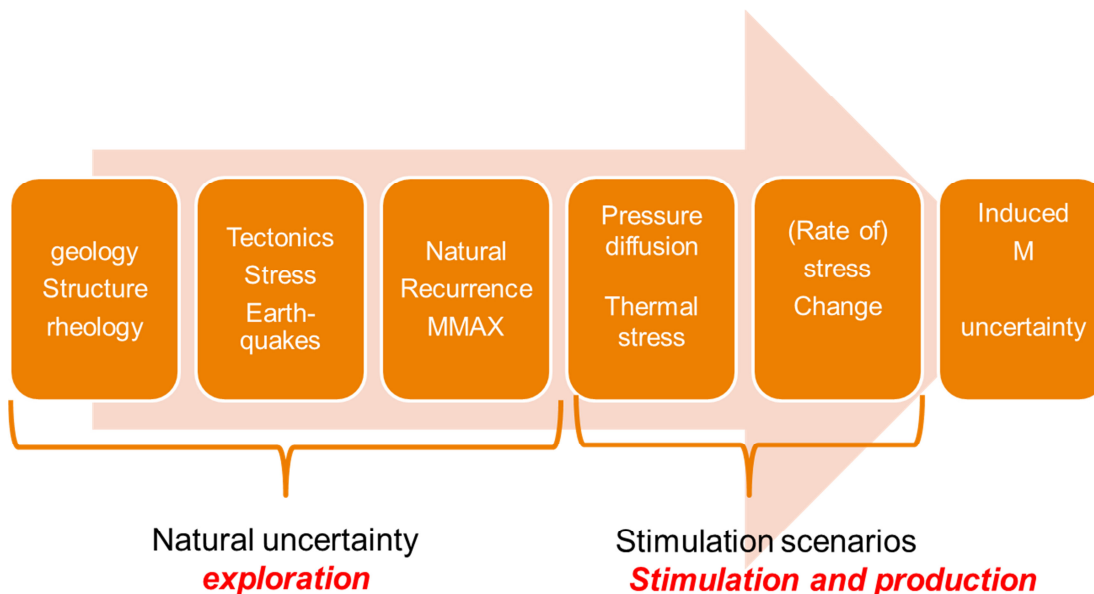 geology
Structure
rheology
Tectonics
Stress
Earth-
quakes
Natural
Recurrence
MMAX
Pressure
diffusion
Thermal
stress
(Rate of)
stress
Change
Induced
M
uncertainty
Natural uncertainty
exploration
Stimulation scenarios
Stimulation and production